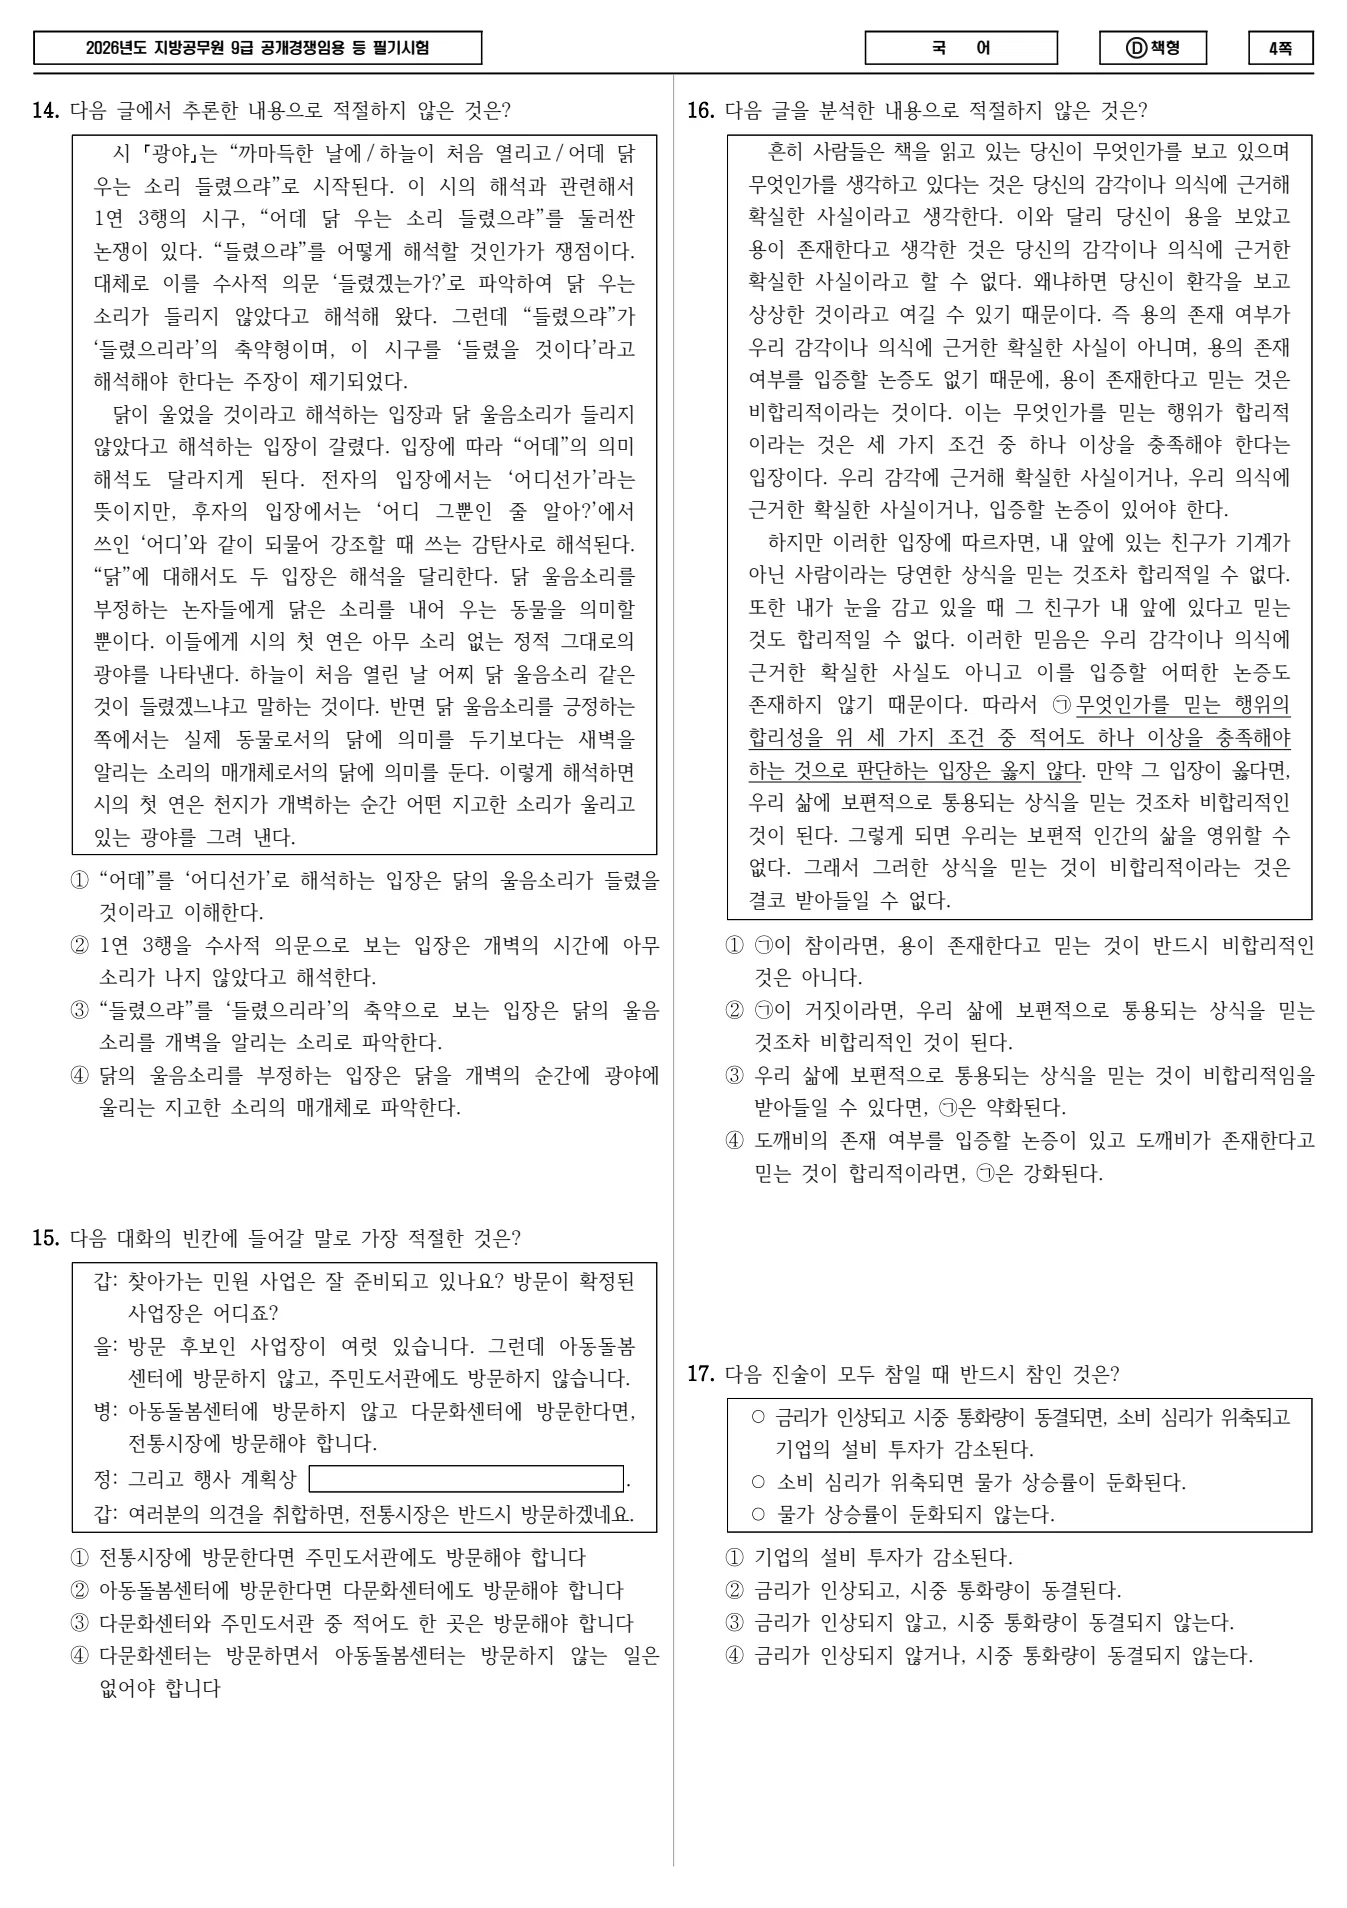 2026년도 지방공무원 9급 공개경쟁임용 등 필기시험
국 어
Ⓓ 책형
4쪽
14. 다음 글에서 추론한 내용으로 적절하지 않은 것은?
시 「광야」는 “까마득한 날에 / 하늘이 처음 열리고 / 어데 닭
우는 소리 들렸으랴”로 시작된다. 이 시의 해석과 관련해서
1연 3행의 시구, “어데 닭 우는 소리 들렸으랴”를 둘러싼
논쟁이 있다. “들렸으랴”를 어떻게 해석할 것인가가 쟁점이다.
대체로 이를 수사적 의문 ‘들렸겠는가?’로 파악하여 닭 우는
소리가 들리지 않았다고 해석해 왔다. 그런데 “들렸으랴”가
‘들렸으리라’의 축약형이며, 이 시구를 ‘들렸을 것이다’라고
해석해야 한다는 주장이 제기되었다.
닭이 울었을 것이라고 해석하는 입장과 닭 울음소리가 들리지
않았다고 해석하는 입장이 갈렸다. 입장에 따라 “어데”의 의미
해석도 달라지게 된다. 전자의 입장에서는 ‘어디선가’라는
뜻이지만, 후자의 입장에서는 ‘어디 그뿐인 줄 알아?’에서
쓰인 ‘어디’와 같이 되물어 강조할 때 쓰는 감탄사로 해석된다.
“닭”에 대해서도 두 입장은 해석을 달리한다. 닭 울음소리를
부정하는 논자들에게 닭은 소리를 내어 우는 동물을 의미할
뿐이다. 이들에게 시의 첫 연은 아무 소리 없는 정적 그대로의
광야를 나타낸다. 하늘이 처음 열린 날 어찌 닭 울음소리 같은
것이 들렸겠느냐고 말하는 것이다. 반면 닭 울음소리를 긍정하는
쪽에서는 실제 동물로서의 닭에 의미를 두기보다는 새벽을
알리는 소리의 매개체로서의 닭에 의미를 둔다. 이렇게 해석하면
시의 첫 연은 천지가 개벽하는 순간 어떤 지고한 소리가 울리고
있는 광야를 그려 낸다.
① “어데”를 ‘어디선가’로 해석하는 입장은 닭의 울음소리가 들렸을
것이라고 이해한다.
② 1연 3행을 수사적 의문으로 보는 입장은 개벽의 시간에 아무
소리가 나지 않았다고 해석한다.
③ “들렸으랴”를 ‘들렸으리라’의 축약으로 보는 입장은 닭의 울음
소리를 개벽을 알리는 소리로 파악한다.
④ 닭의 울음소리를 부정하는 입장은 닭을 개벽의 순간에 광야에
울리는 지고한 소리의 매개체로 파악한다.
15. 다음 대화의 빈칸에 들어갈 말로 가장 적절한 것은?
갑: 찾아가는 민원 사업은 잘 준비되고 있나요? 방문이 확정된
사업장은 어디죠?
을: 방문 후보인 사업장이 여럿 있습니다. 그런데 아동돌봄
센터에 방문하지 않고, 주민도서관에도 방문하지 않습니다.
병: 아동돌봄센터에 방문하지 않고 다문화센터에 방문한다면,
전통시장에 방문해야 합니다.
정: 그리고 행사 계획상 .
갑: 여러분의 의견을 취합하면, 전통시장은 반드시 방문하겠네요.
① 전통시장에 방문한다면 주민도서관에도 방문해야 합니다
② 아동돌봄센터에 방문한다면 다문화센터에도 방문해야 합니다
③ 다문화센터와 주민도서관 중 적어도 한 곳은 방문해야 합니다
④ 다문화센터는 방문하면서 아동돌봄센터는 방문하지 않는 일은
없어야 합니다
16. 다음 글을 분석한 내용으로 적절하지 않은 것은?
흔히 사람들은 책을 읽고 있는 당신이 무엇인가를 보고 있으며
무엇인가를 생각하고 있다는 것은 당신의 감각이나 의식에 근거해
확실한 사실이라고 생각한다. 이와 달리 당신이 용을 보았고
용이 존재한다고 생각한 것은 당신의 감각이나 의식에 근거한
확실한 사실이라고 할 수 없다. 왜냐하면 당신이 환각을 보고
상상한 것이라고 여길 수 있기 때문이다. 즉 용의 존재 여부가
우리 감각이나 의식에 근거한 확실한 사실이 아니며, 용의 존재
여부를 입증할 논증도 없기 때문에, 용이 존재한다고 믿는 것은
비합리적이라는 것이다. 이는 무엇인가를 믿는 행위가 합리적
이라는 것은 세 가지 조건 중 하나 이상을 충족해야 한다는
입장이다. 우리 감각에 근거해 확실한 사실이거나, 우리 의식에
근거한 확실한 사실이거나, 입증할 논증이 있어야 한다.
하지만 이러한 입장에 따르자면, 내 앞에 있는 친구가 기계가
아닌 사람이라는 당연한 상식을 믿는 것조차 합리적일 수 없다.
또한 내가 눈을 감고 있을 때 그 친구가 내 앞에 있다고 믿는
것도 합리적일 수 없다. 이러한 믿음은 우리 감각이나 의식에
근거한 확실한 사실도 아니고 이를 입증할 어떠한 논증도
존재하지 않기 때문이다. 따라서 ㉠ 무엇인가를 믿는 행위의
합리성을 위 세 가지 조건 중 적어도 하나 이상을 충족해야
하는 것으로 판단하는 입장은 옳지 않다. 만약 그 입장이 옳다면,
우리 삶에 보편적으로 통용되는 상식을 믿는 것조차 비합리적인
것이 된다. 그렇게 되면 우리는 보편적 인간의 삶을 영위할 수
없다. 그래서 그러한 상식을 믿는 것이 비합리적이라는 것은
결코 받아들일 수 없다.
① ㉠이 참이라면, 용이 존재한다고 믿는 것이 반드시 비합리적인
것은 아니다.
② ㉠이 거짓이라면, 우리 삶에 보편적으로 통용되는 상식을 믿는
것조차 비합리적인 것이 된다.
③ 우리 삶에 보편적으로 통용되는 상식을 믿는 것이 비합리적임을
받아들일 수 있다면, ㉠은 약화된다.
④ 도깨비의 존재 여부를 입증할 논증이 있고 도깨비가 존재한다고
믿는 것이 합리적이라면, ㉠은 강화된다.
17. 다음 진술이 모두 참일 때 반드시 참인 것은?
○ 금리가 인상되고 시중 통화량이 동결되면, 소비 심리가 위축되고
기업의 설비 투자가 감소된다.
○ 소비 심리가 위축되면 물가 상승률이 둔화된다.
○ 물가 상승률이 둔화되지 않는다.
① 기업의 설비 투자가 감소된다.
② 금리가 인상되고, 시중 통화량이 동결된다.
③ 금리가 인상되지 않고, 시중 통화량이 동결되지 않는다.
④ 금리가 인상되지 않거나, 시중 통화량이 동결되지 않는다.